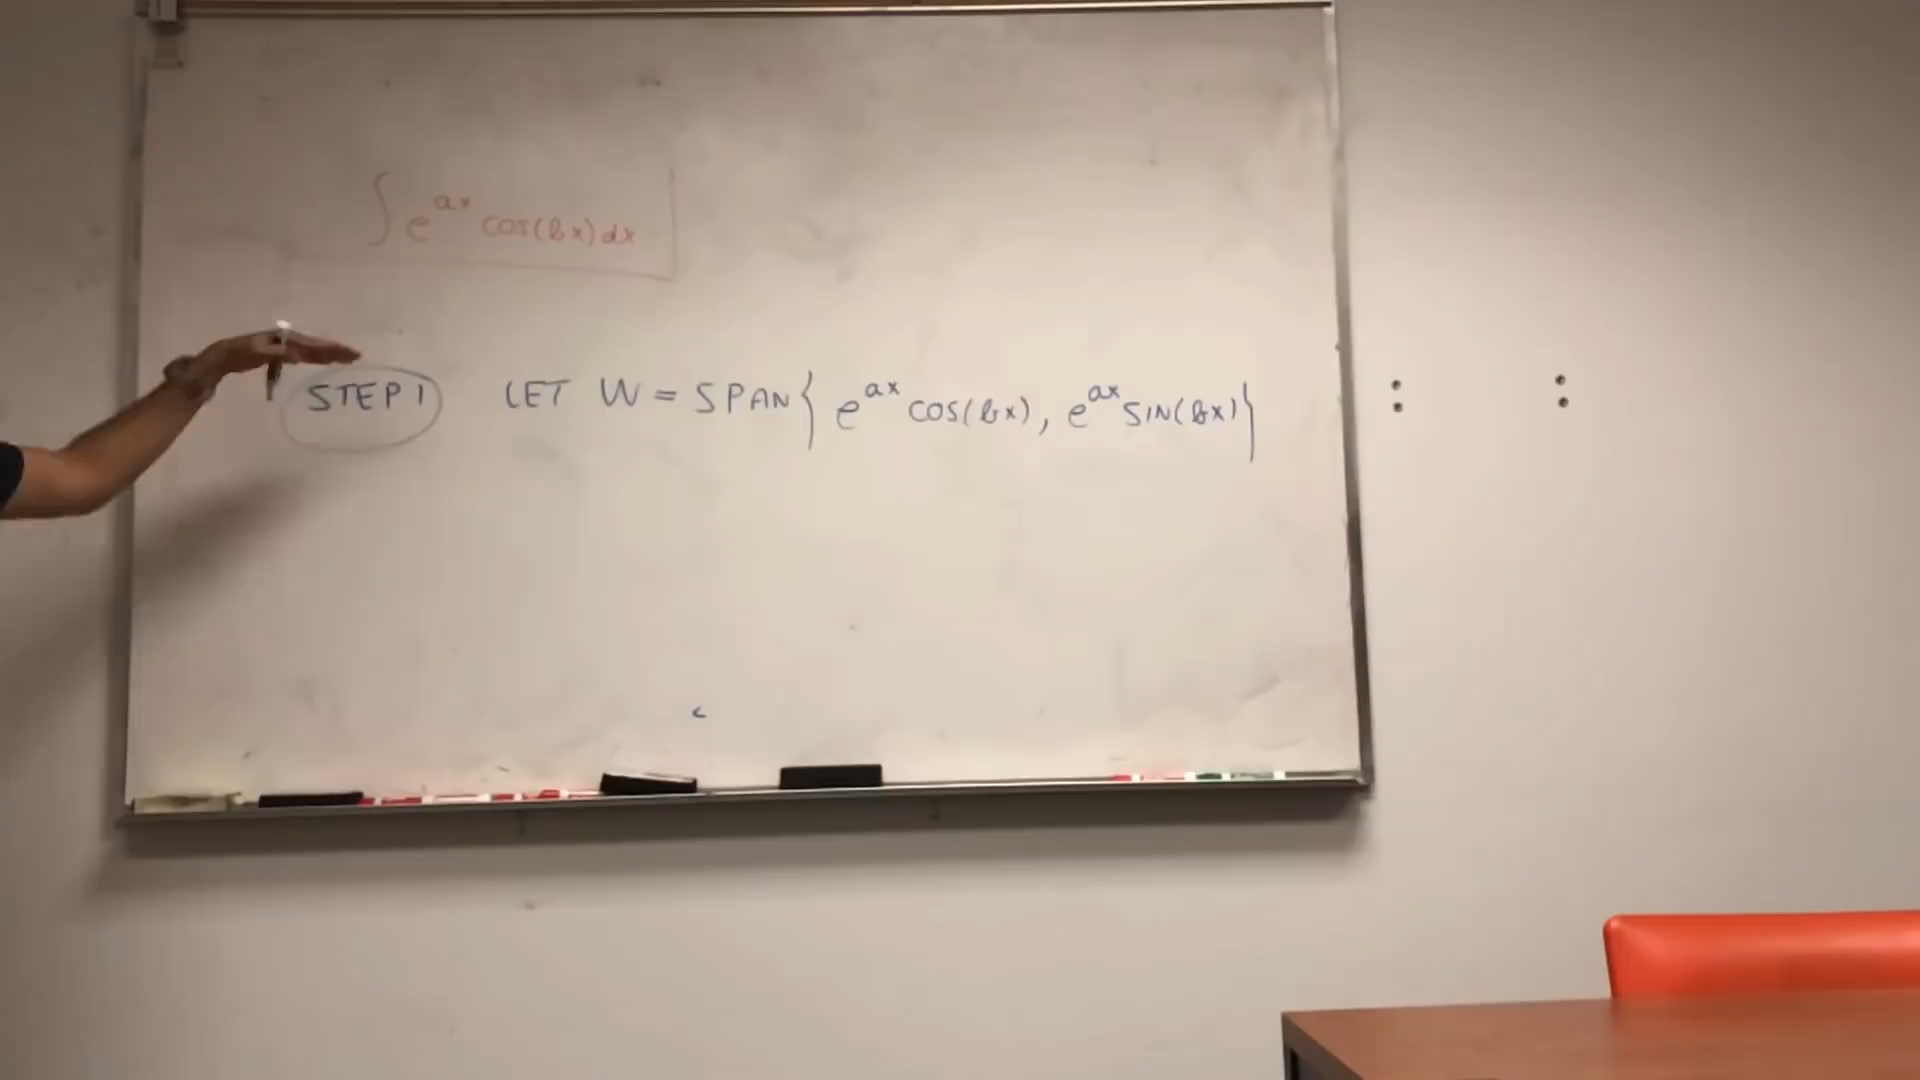 ∫ e^{ax} cos(bx) dx
STEP 1 LET W = SPAN { e^{ax} COS(bx), e^{ax} SIN(bx) }